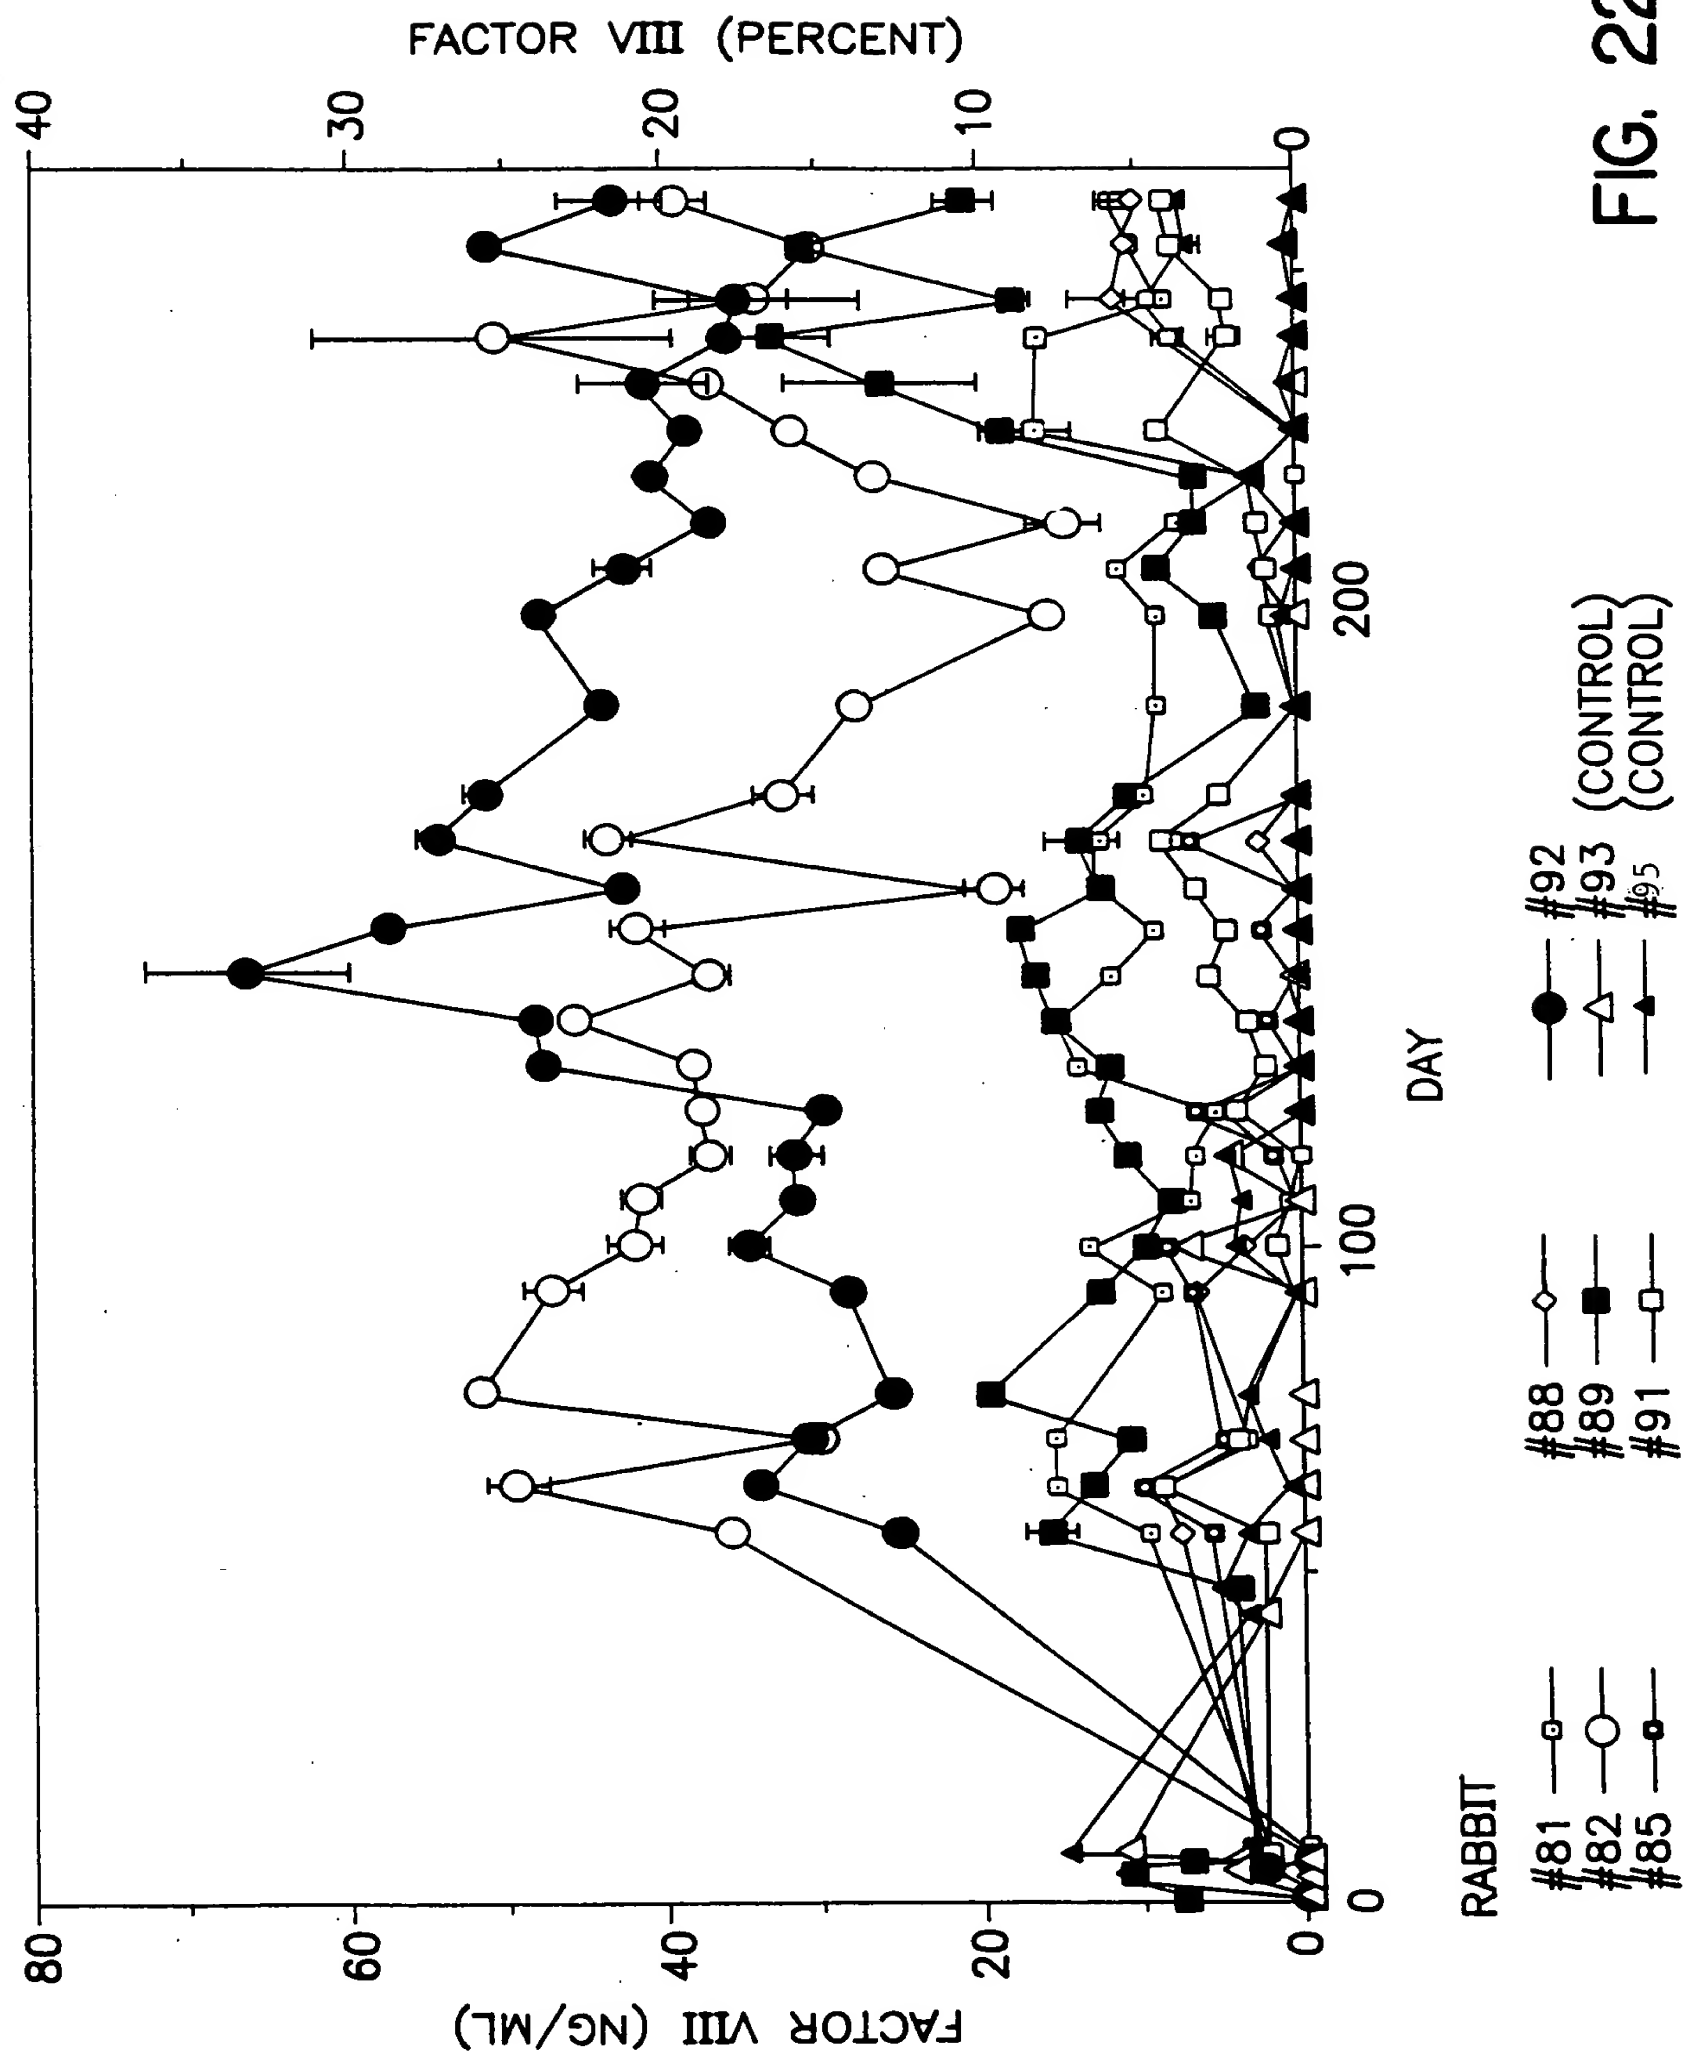 FACTOR VIII (NG/ML)
80
60
40
20
0
FACTOR VIII (PERCENT)
40
30
20
10
0
0
100
200
DAY
RABBIT
#81
#82
#85
#88
#89
#91
#92
#93 (CONTROL)
#95 (CONTROL)
FIG. 22